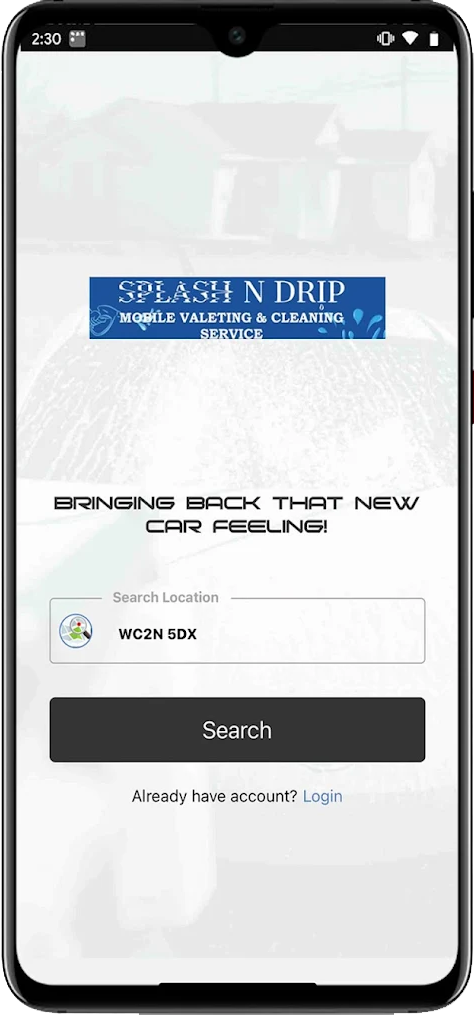 2:30
SPLASH N DRIP
MOBILE VALETING & CLEANING
SERVICE
BRINGING BACK THAT NEW
CAR FEELING!
Search Location
WC2N 5DX
Search
Already have account? Login